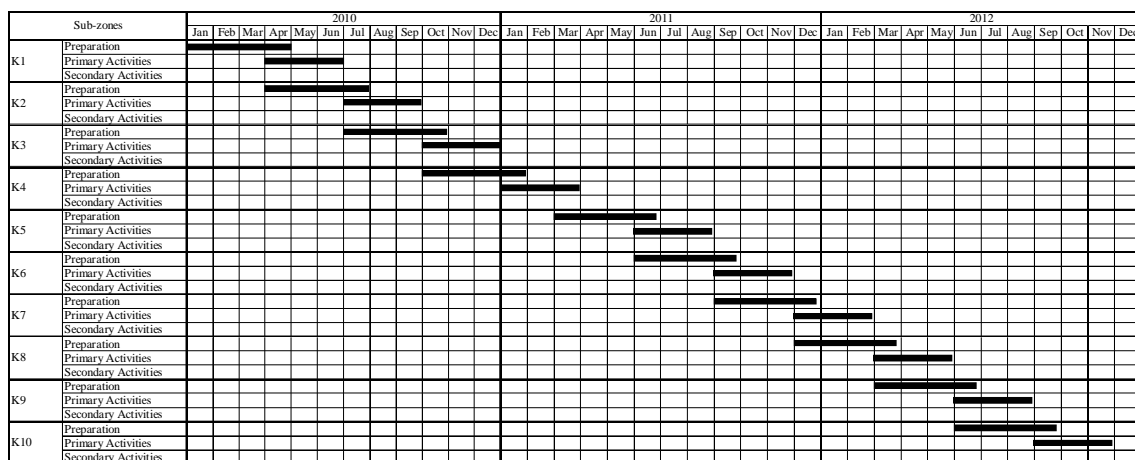 Sub-zones 2010 2011 2012
Jan Feb Mar Apr May Jun Jul Aug Sep Oct Nov Dec Jan Feb Mar Apr May Jun Jul Aug Sep Oct Nov Dec Jan Feb Mar Apr May Jun Jul Aug Sep Oct Nov Dec
Preparation
K1 Primary Activities
Secondary Activities
Preparation
K2 Primary Activities
Secondary Activities
Preparation
K3 Primary Activities
Secondary Activities
Preparation
K4 Primary Activities
Secondary Activities
Preparation
K5 Primary Activities
Secondary Activities
Preparation
K6 Primary Activities
Secondary Activities
Preparation
K7 Primary Activities
Secondary Activities
Preparation
K8 Primary Activities
Secondary Activities
Preparation
K9 Primary Activities
Secondary Activities
Preparation
K10 Primary Activities
Secondary Activities